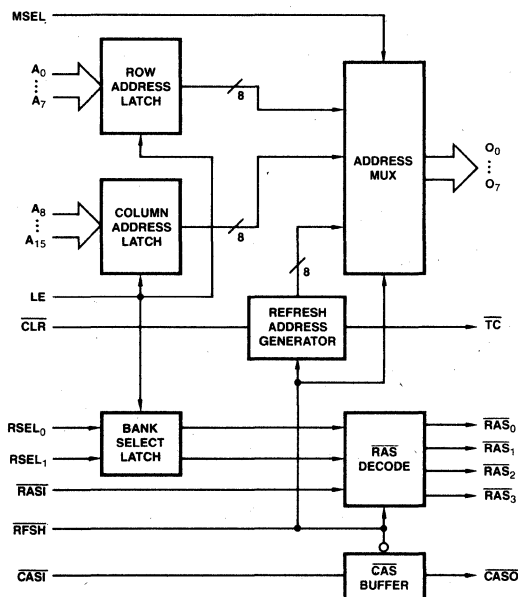 MSEL
A0
A7
ROW
ADDRESS
LATCH
8
ADDRESS
MUX
O0
O7
A8
A15
COLUMN
ADDRESS
LATCH
8
8
LE
CLR
REFRESH
ADDRESS
GENERATOR
TC
RSEL0
RSEL1
BANK
SELECT
LATCH
RAS
DECODE
RAS0
RAS1
RAS2
RAS3
RASI
RFSH
CASI
CAS
BUFFER
CASO